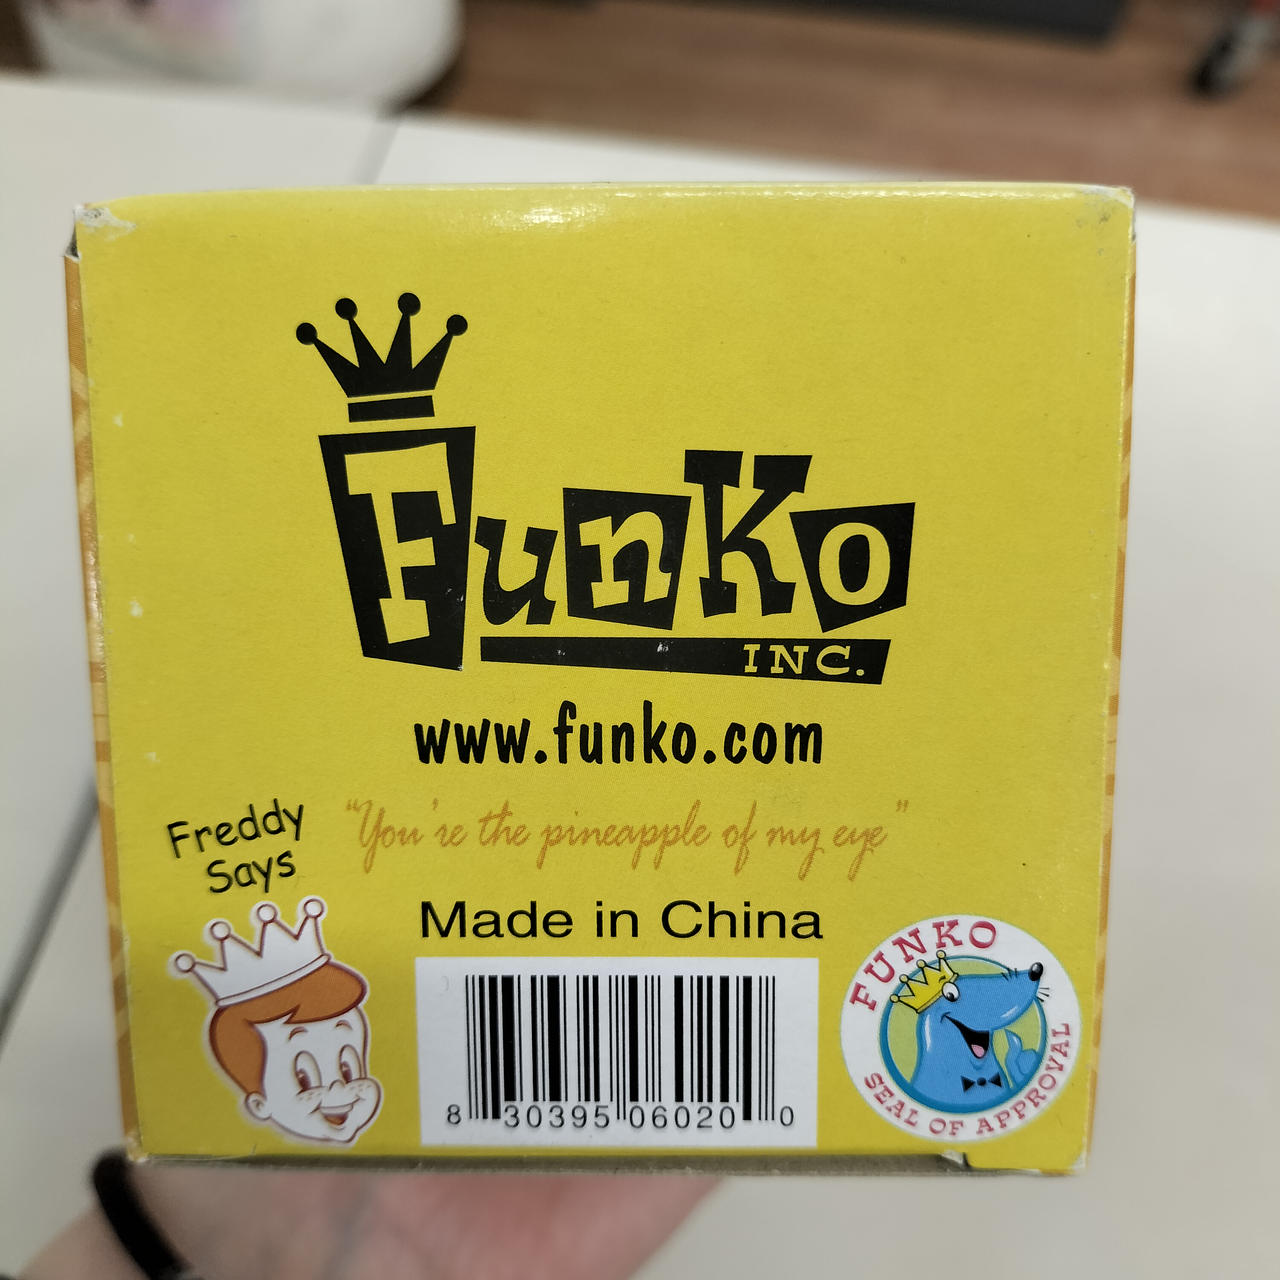 Funko
INC.
www.funko.com
Freddy
Says
"You're the pineapple of my eye"
Made in China
8 30395 06020 0
FUNKO
SEAL OF APPROVAL